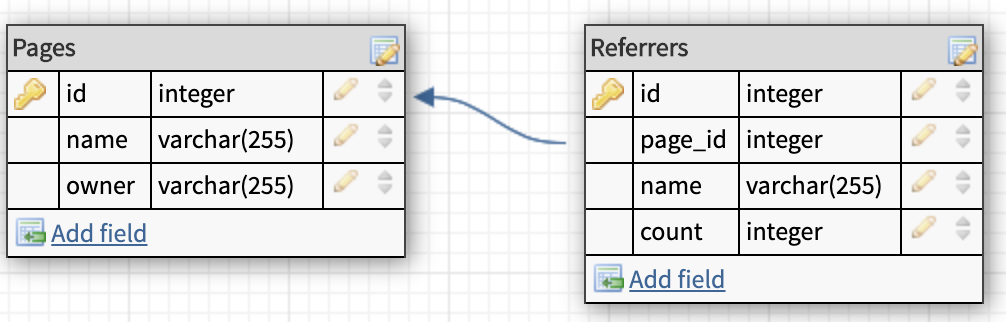 Pages
id integer
name varchar(255)
owner varchar(255)
Add field
Referrers
id integer
page_id integer
name varchar(255)
count integer
Add field